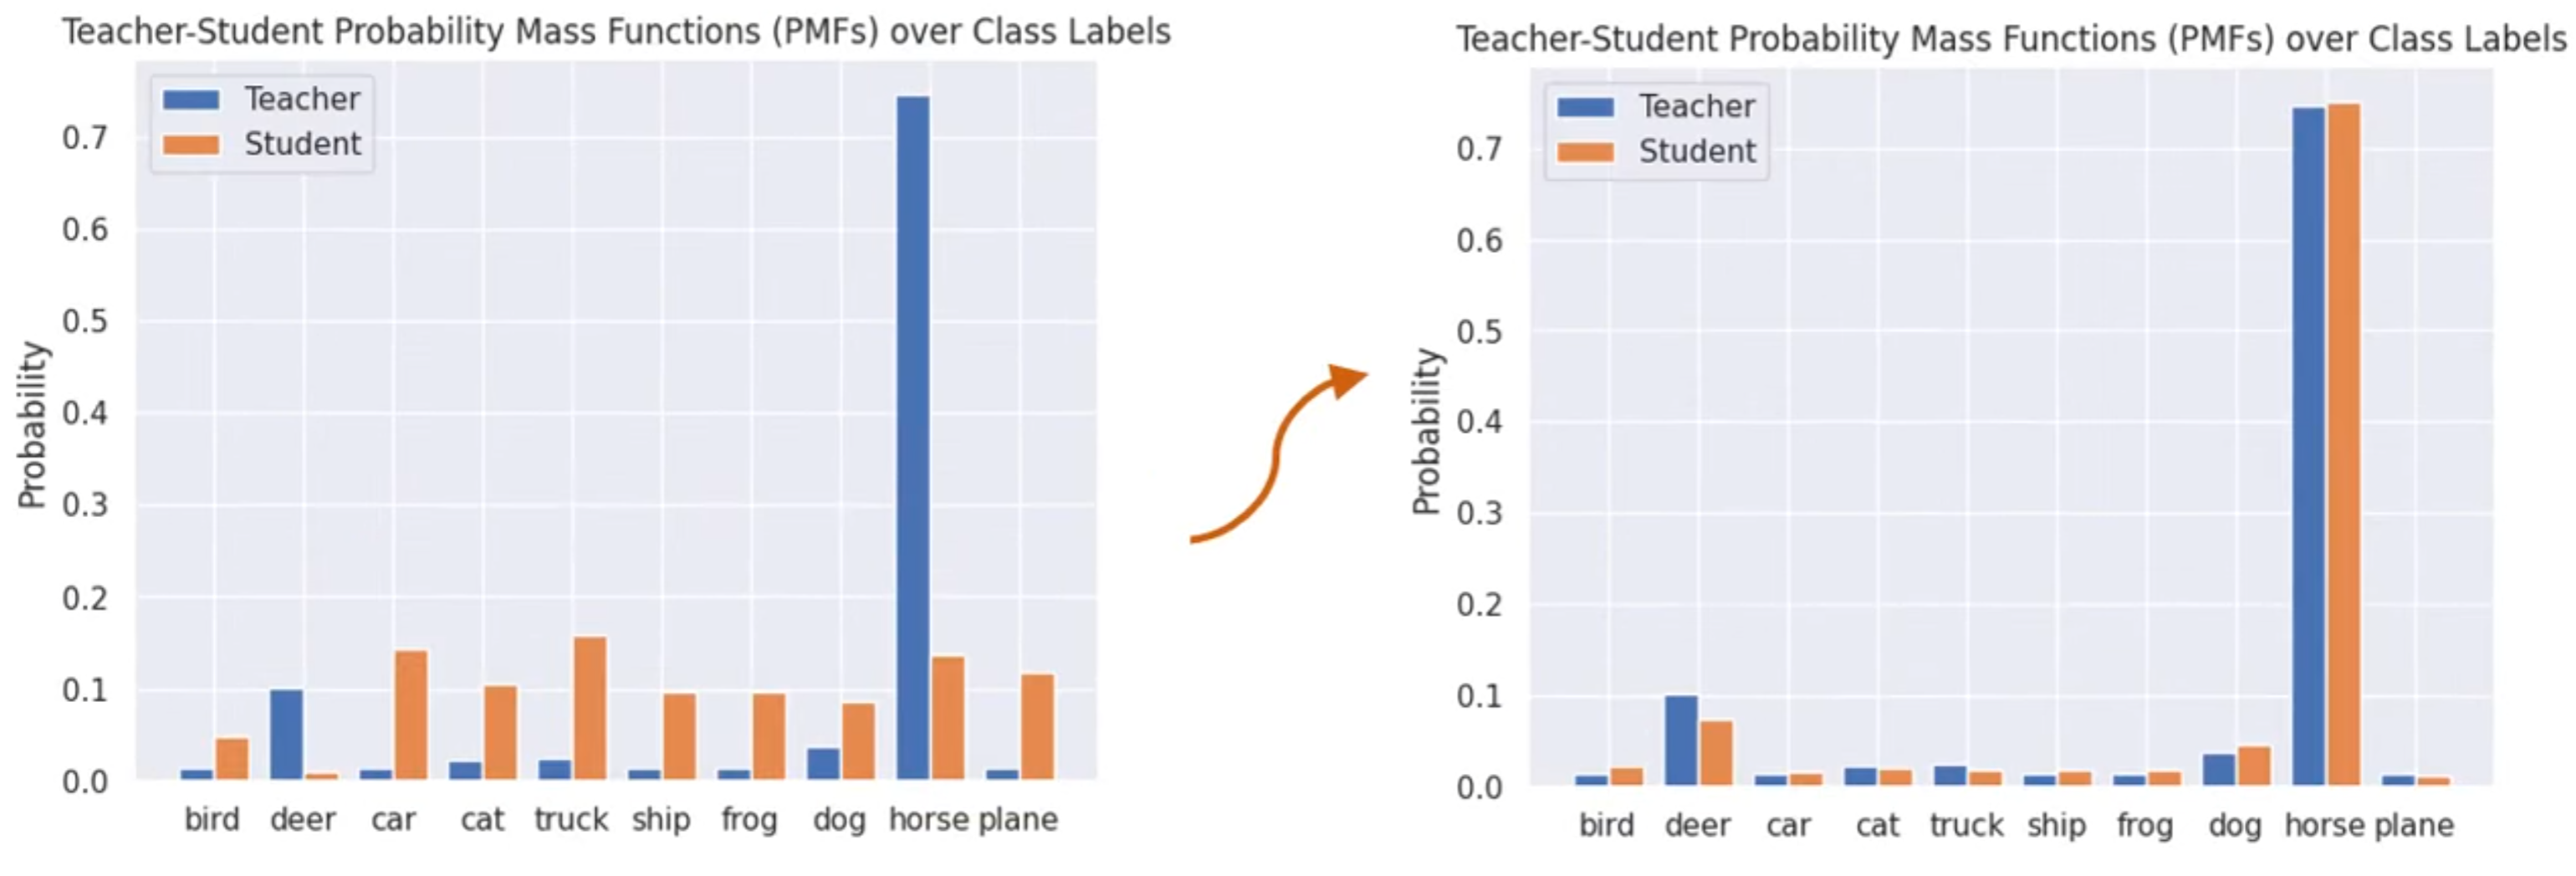 Teacher-Student Probability Mass Functions (PMFs) over Class Labels
Teacher
Student
Probability
0.7
0.6
0.5
0.4
0.3
0.2
0.1
0.0
bird deer car cat truck ship frog dog horse plane
Teacher-Student Probability Mass Functions (PMFs) over Class Labels
Teacher
Student
Probability
0.7
0.6
0.5
0.4
0.3
0.2
0.1
0.0
bird deer car cat truck ship frog dog horse plane